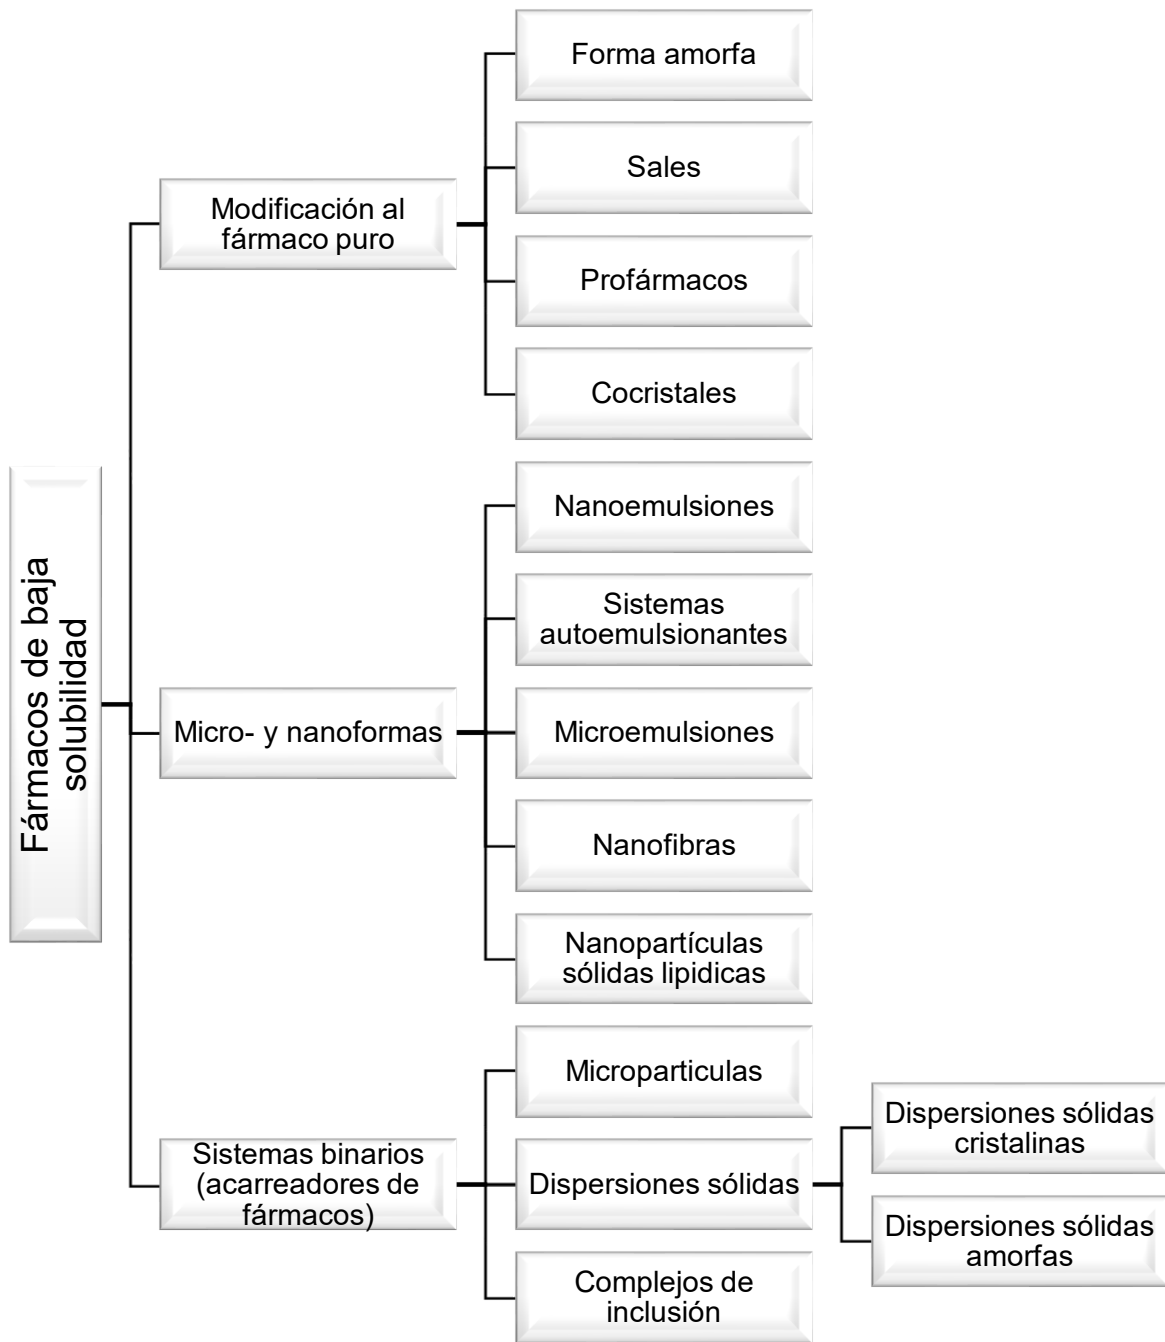 Fármacos de baja
solubilidad
Modificación al
fármaco puro
Forma amorfa
Sales
Profármacos
Cocristales
Micro- y nanoformas
Nanoemulsiones
Sistemas
autoemulsionantes
Microemulsiones
Nanofibras
Nanopartículas
sólidas lipidicas
Sistemas binarios
(acarreadores de
fármacos)
Microparticulas
Dispersiones sólidas
Dispersiones sólidas
cristalinas
Dispersiones sólidas
amorfas
Complejos de
inclusión